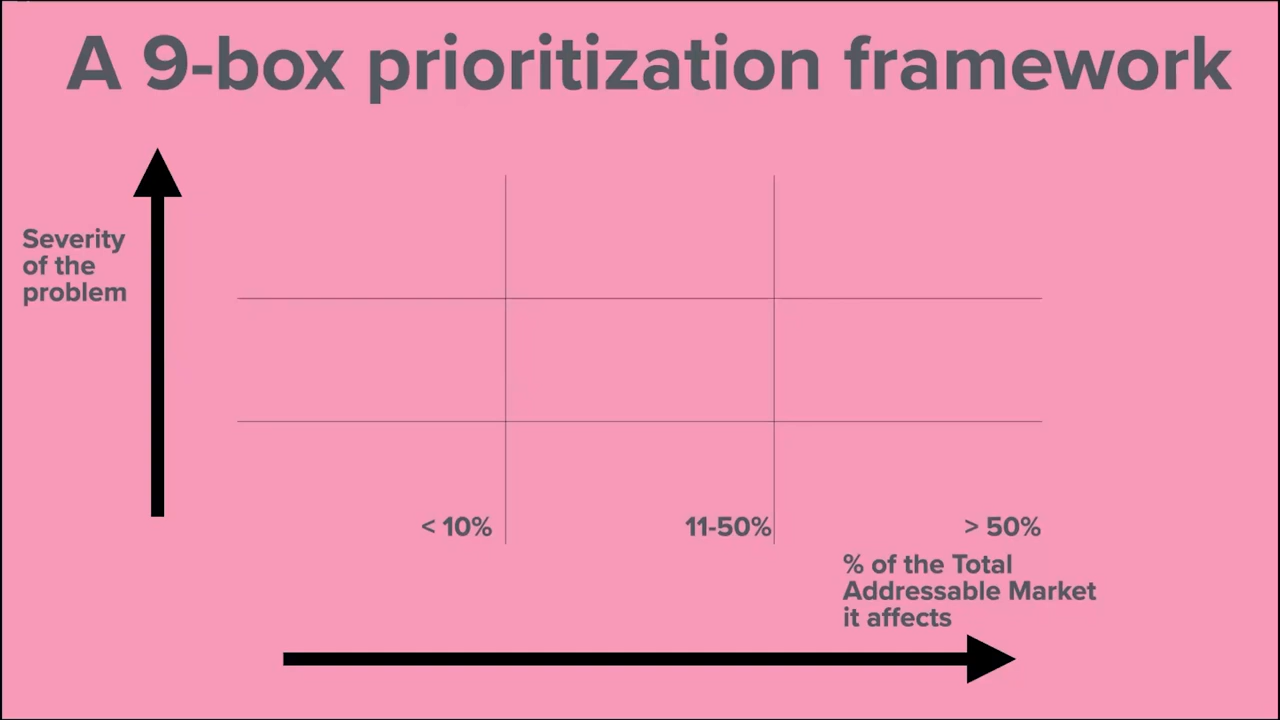 A 9-box prioritization framework
Severity
of the
problem
< 10%
11-50%
> 50%
% of the Total
Addressable Market
it affects